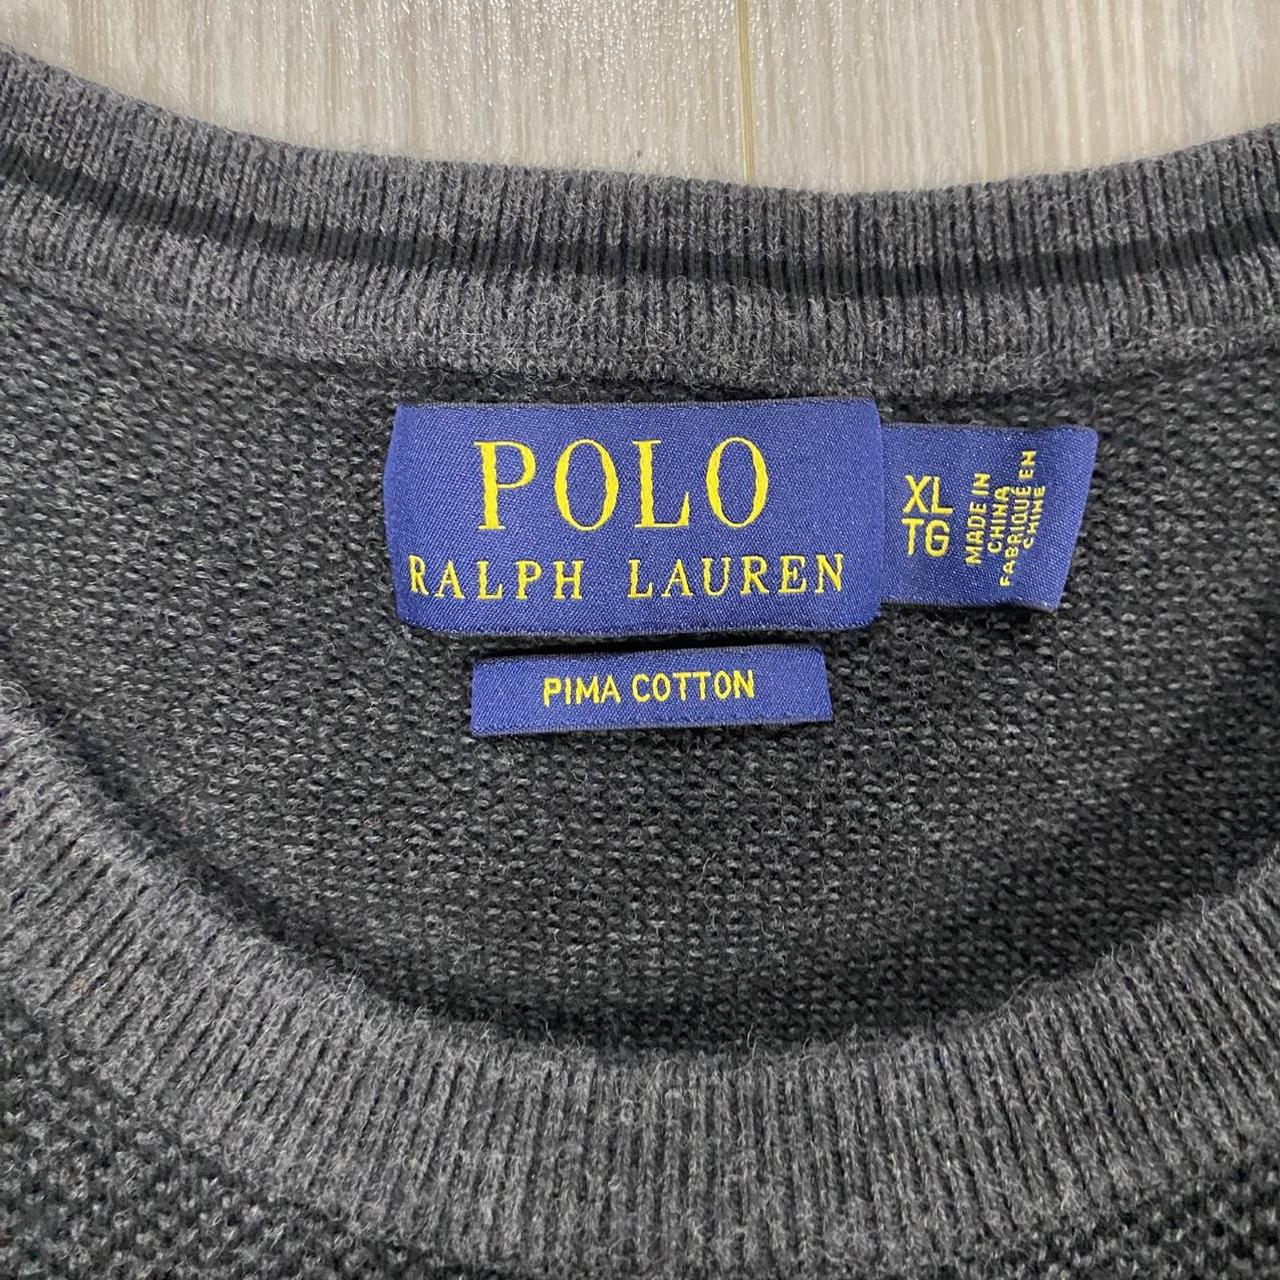 POLO
RALPH LAUREN
XL
TG
MADE IN
CHINA
FABRIQUÉ EN
CHINE
PIMA COTTON